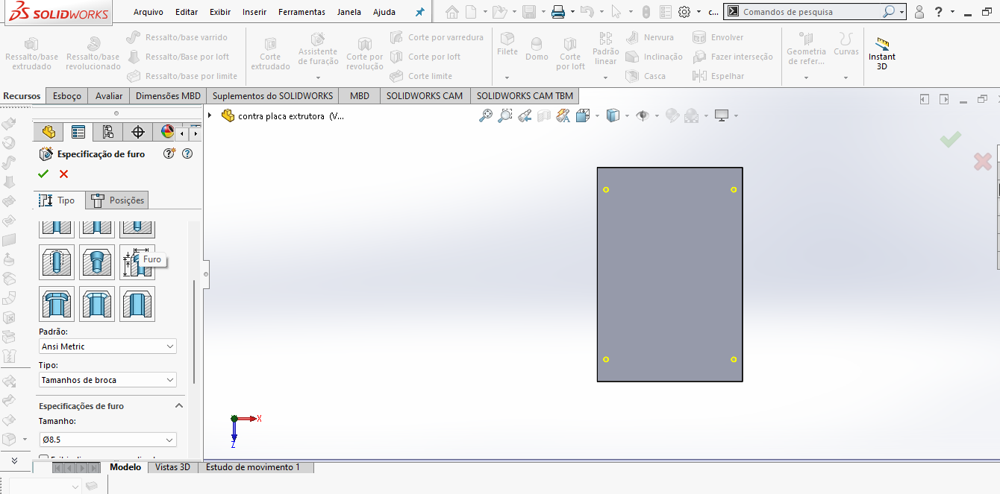 SOLIDWORKS
Arquivo Editar Exibir Inserir Ferramentas Janela Ajuda
c...
Comandos de pesquisa
?
Ressalto/base extrudado
Ressalto/base revolucionado
Ressalto/base varrido
Ressalto/Base por loft
Ressalto/base por limite
Corte extrudado
Assistente de furação
Corte por revolução
Corte por varredura
Corte por loft
Corte limite
Filete
Domo
Corte por loft
Padrão linear
Nervura
Inclinação
Casca
Envolver
Fazer interseção
Espelhar
Geometria de refer...
Curvas
Instant 3D
Recursos Esboço Avaliar Dimensões MBD Suplementos do SOLIDWORKS MBD SOLIDWORKS CAM SOLIDWORKS CAM TBM
contra placa extrutora (V...
Especificação de furo
Tipo Posições
Furo
Padrão:
Ansi Metric
Tipo:
Tamanhos de broca
Especificações de furo
Tamanho:
Ø8.5
X
Z
Modelo Vistas 3D Estudo de movimento 1